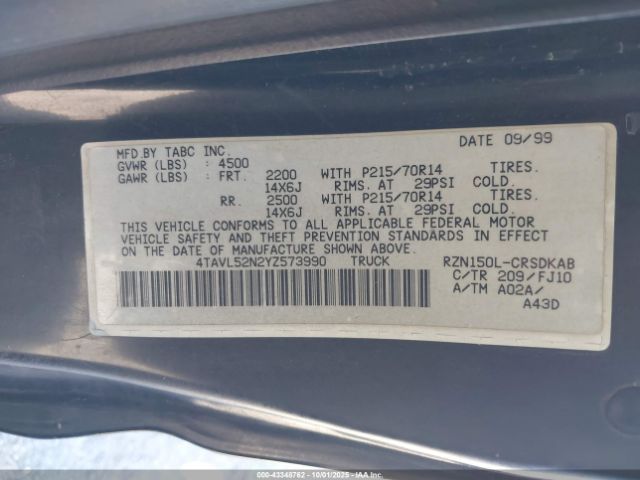 MFD.BY TABC INC. DATE 09/99
GVWR (LBS) : 4500
GAWR (LBS) : FRT. 2200 WITH P215/70R14 TIRES.
14X6J RIMS. AT 29PSI COLD.
RR. 2500 WITH P215/70R14 TIRES.
14X6J RIMS. AT 29PSI COLD.
THIS VEHICLE CONFORMS TO ALL APPLICABLE FEDERAL MOTOR
VEHICLE SAFETY AND THEFT PREVENTION STANDARDS IN EFFECT
ON THE DATE OF MANUFACTURE SHOWN ABOVE.
4TAVL52N2YZ573990 TRUCK RZN150L-CRSDKAB
C/TR 209/FJ10
A/TM A02A/
A43D
000-43348762 - 10/01/2025 - IAAI.COM